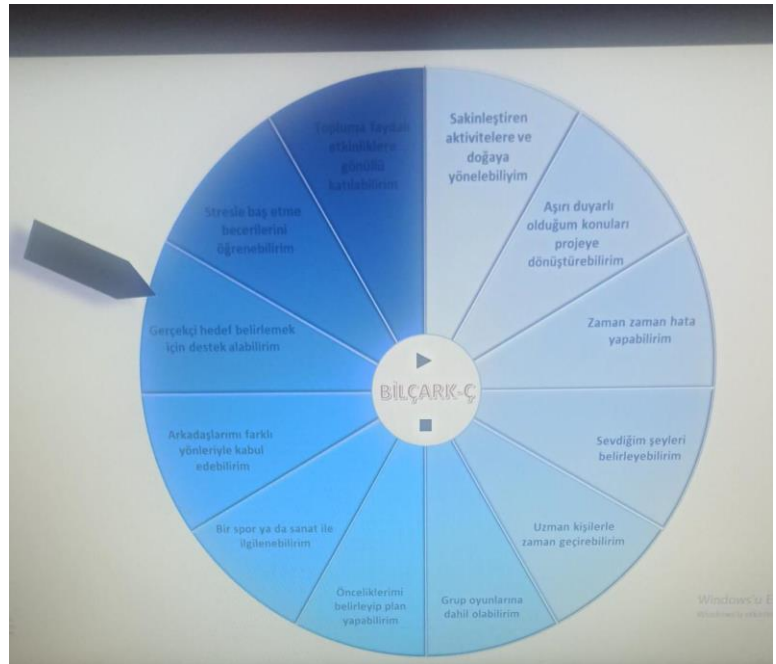 Sakinleştiren
aktivitelere ve
doğaya
yönelebiliyim
Aşırı duyarlı
olduğum konuları
projeye
dönüştürebilirim
Zaman zaman hata
yapabilirim
Sevdiğim şeyleri
belirleyebilirim
Uzman kişilerle
zaman geçirebilirim
Grup oyunlarına
dahil olabilirim
Önceliklerimi
belirleyip plan
yapabilirim
Bir spor ya da sanat ile
ilgilenebilirim
Arkadaşlarımı farklı
yönleriyle kabul
edebilirim
Gerçekçi hedef belirlemek
için destek alabilirim
Stresle baş etme
becerilerini
öğrenebilirim
Topluma faydalı
etkinliklere
gönüllü
katılabilirim
BİLÇARK-Ç
Windows'u